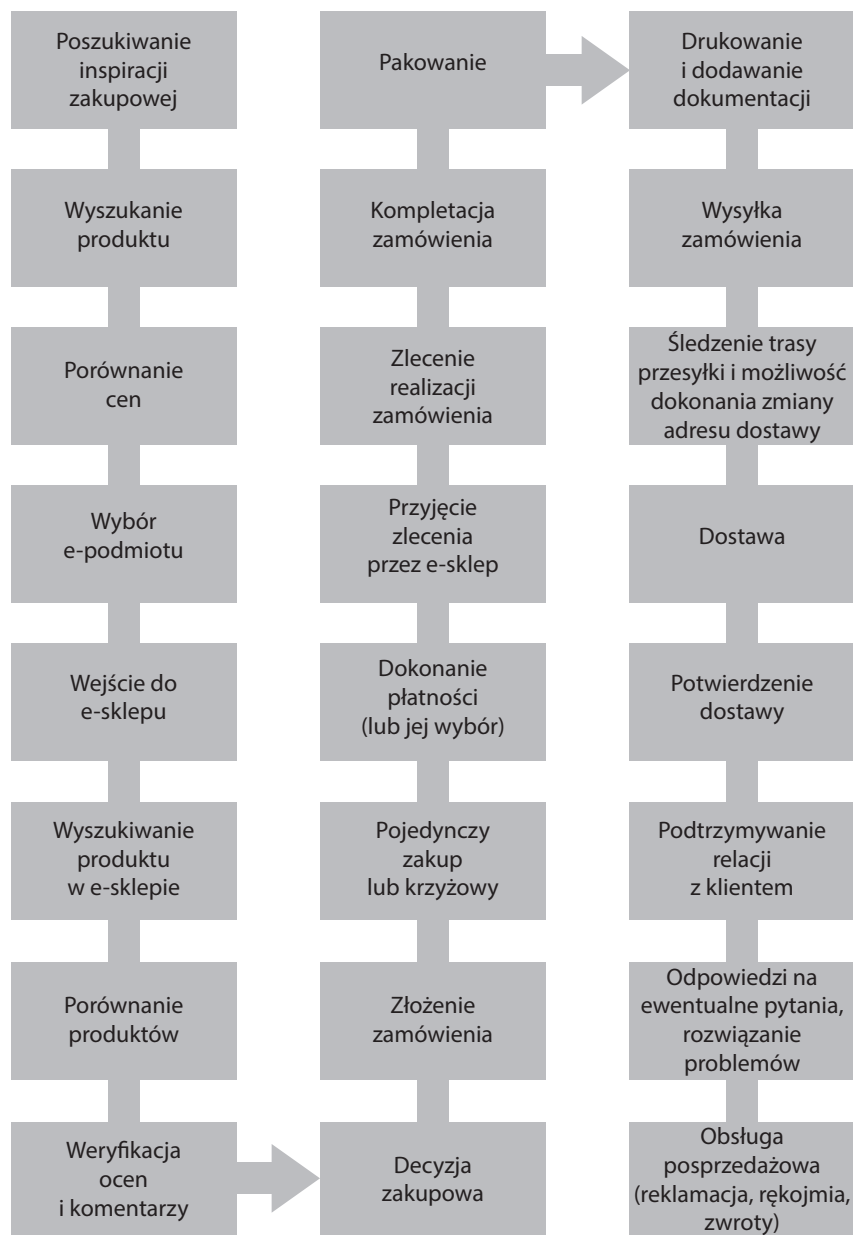 Poszukiwanie
inspiracji
zakupowej
Wyszukanie
produktu
Porównanie
cen
Wybór
e-podmiotu
Wejście do
e-sklepu
Wyszukiwanie
produktu
w e-sklepie
Porównanie
produktów
Weryfikacja
ocen
i komentarzy
Decyzja
zakupowa
Złożenie
zamówienia
Pojedynczy
zakup
lub krzyżowy
Dokonanie
płatności
(lub jej wybór)
Przyjęcie
zlecenia
przez e-sklep
Zlecenie
realizacji
zamówienia
Kompletacja
zamówienia
Pakowanie
Drukowanie
i dodawanie
dokumentacji
Wysyłka
zamówienia
Śledzenie trasy
przesyłki i możliwość
dokonania zmiany
adresu dostawy
Dostawa
Potwierdzenie
dostawy
Podtrzymywanie
relacji
z klientem
Odpowiedzi na
ewentualne pytania,
rozwiązanie
problemów
Obsługa
posprzedażowa
(reklamacja, rękojmia,
zwroty)